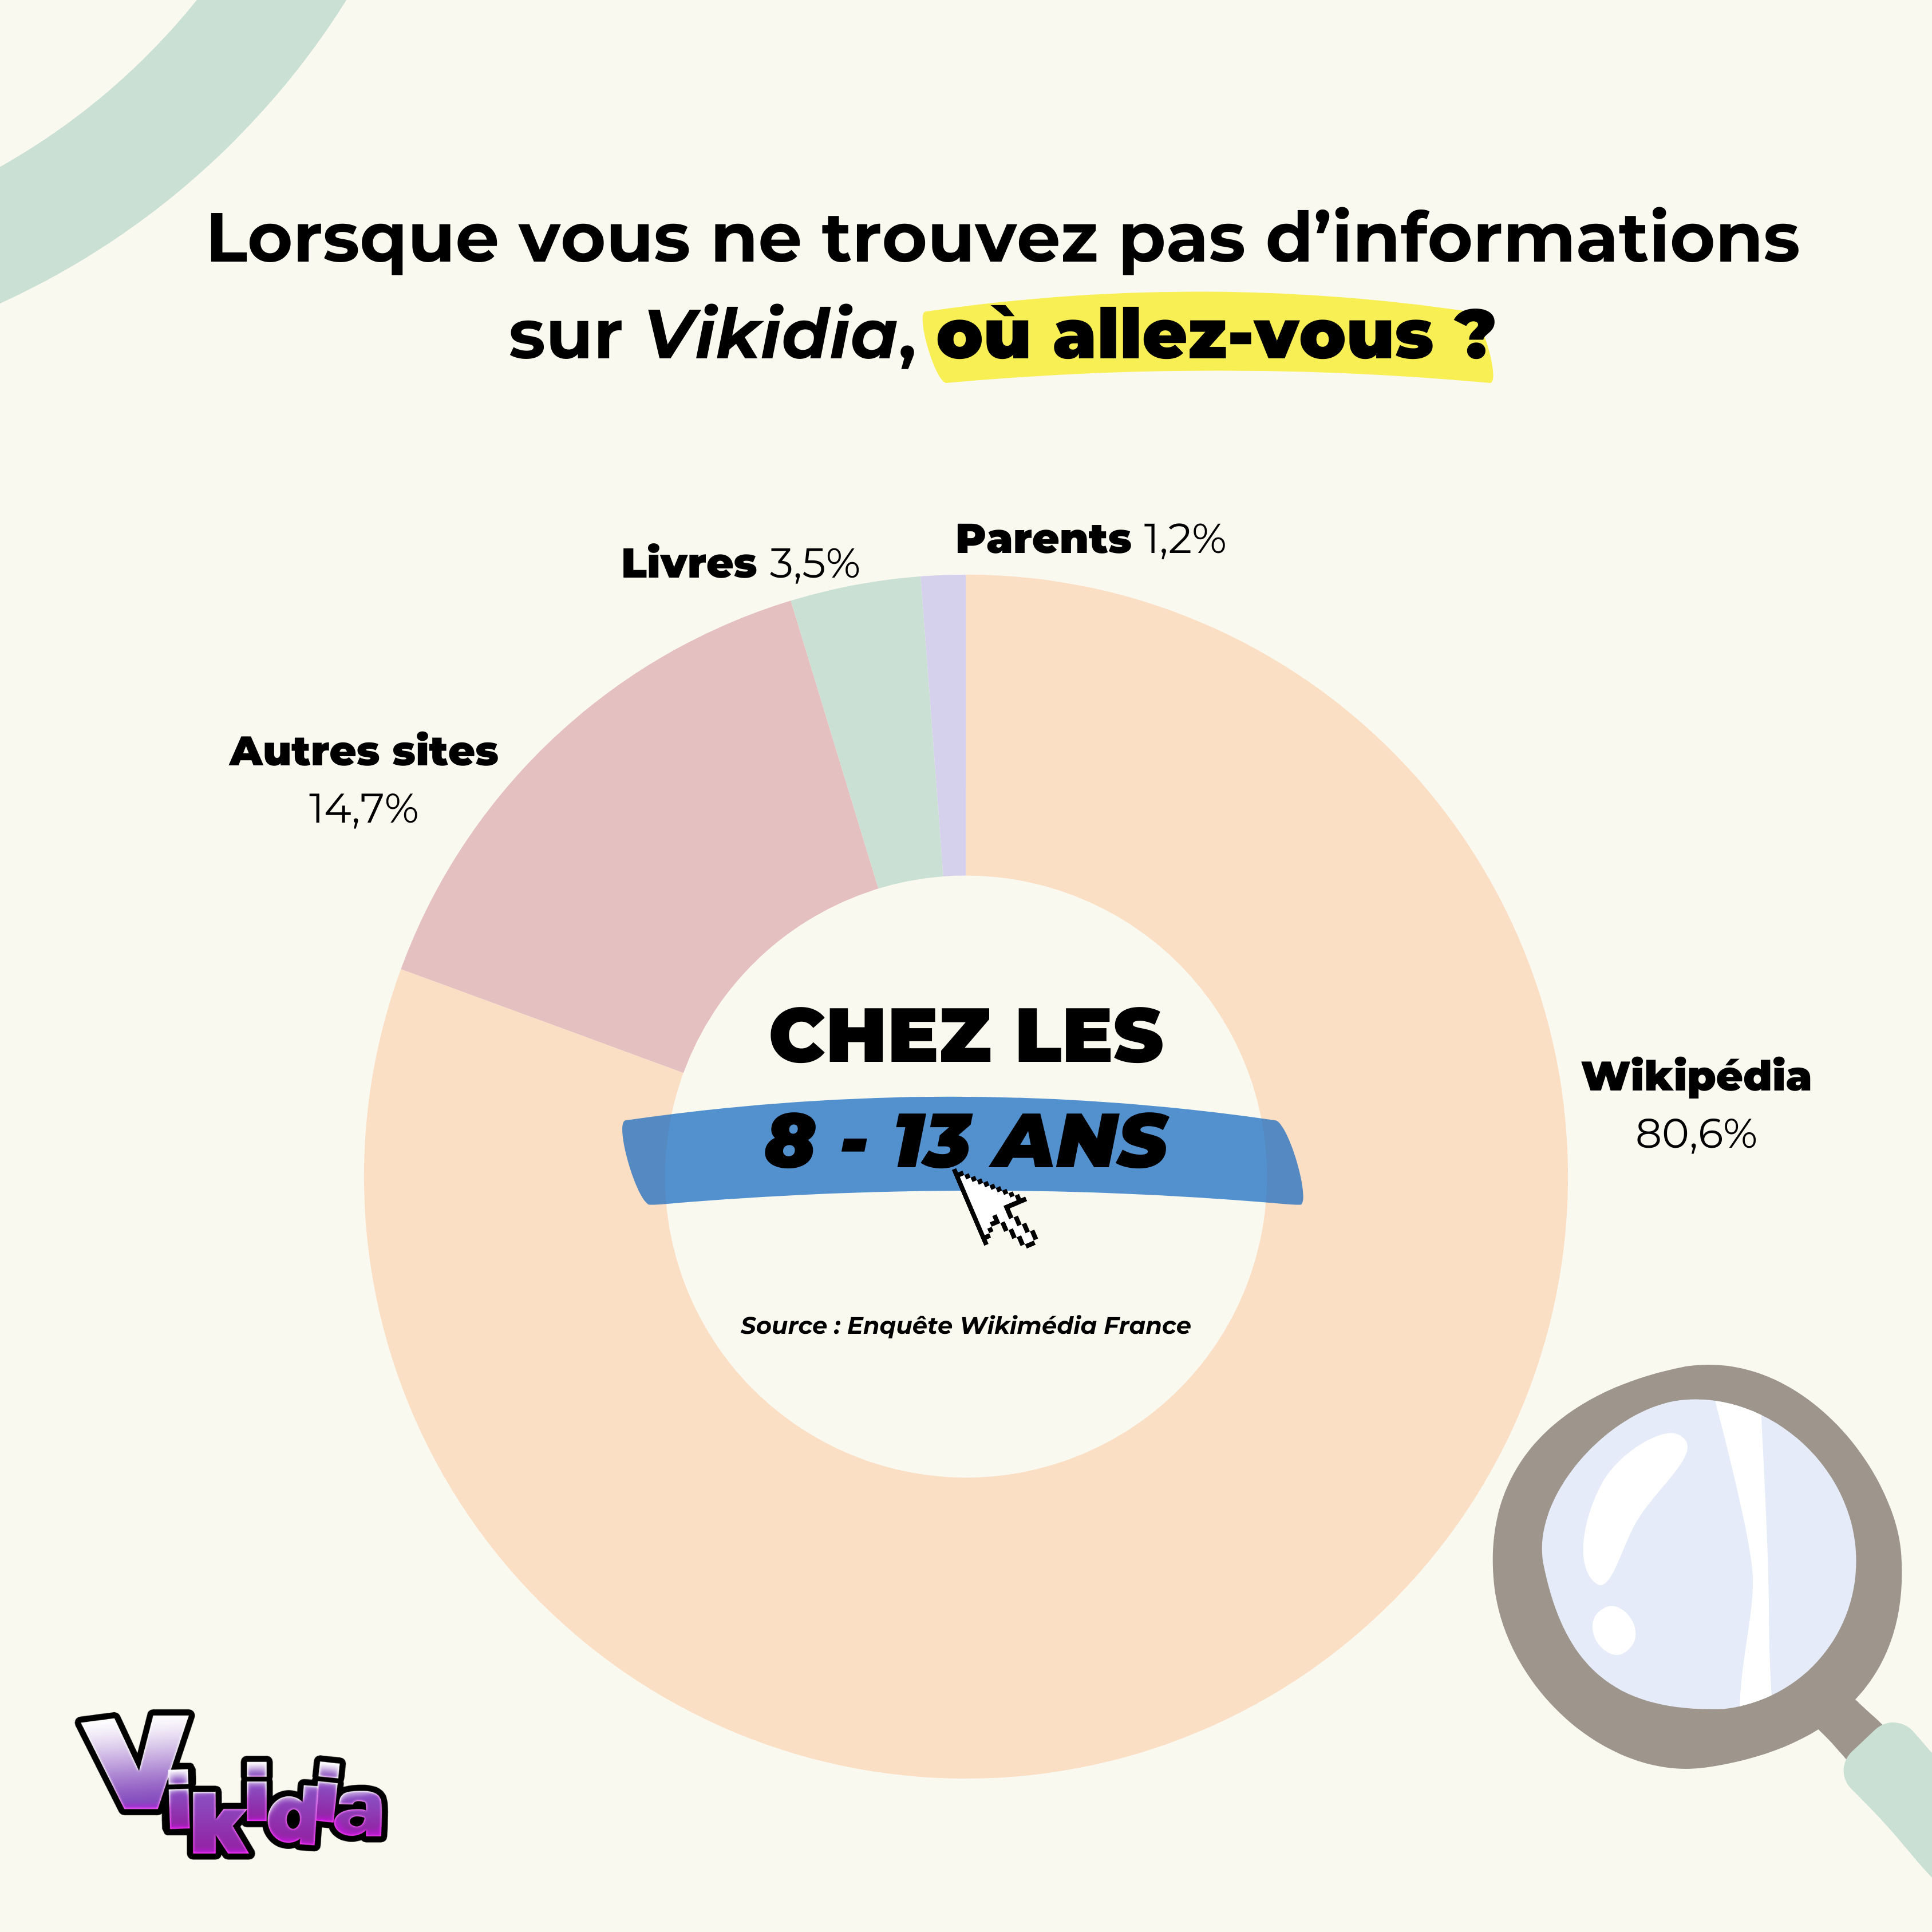 Lorsque vous ne trouvez pas d’informations
sur Vikidia, où allez-vous ?
Livres 3,5%
Parents 1,2%
Autres sites
14,7%
CHEZ LES
8 - 13 ANS
Wikipédia
80,6%
Source : Enquête Wikimédia France
Vikidia